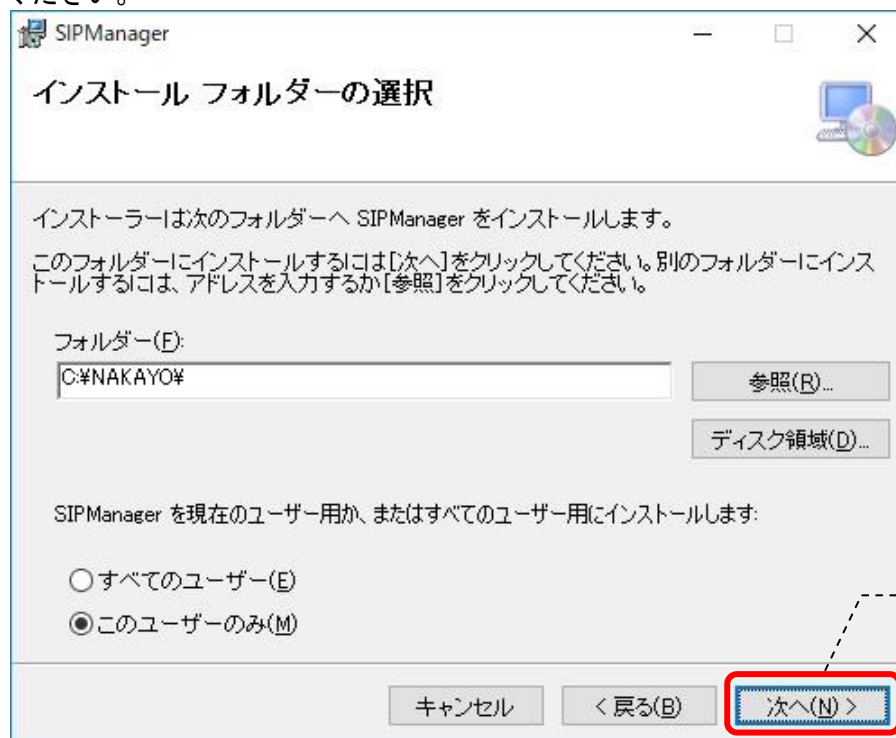 ください。
SIPManager
インストール フォルダーの選択
インストーラーは次のフォルダーへ SIPManager をインストールします。
このフォルダーにインストールするには[次へ]をクリックしてください。別のフォルダーにインス
トールするには、アドレスを入力するか[参照]をクリックしてください。
フォルダー(F):
C:¥NAKAYO¥
参照(R)...
ディスク領域(D)...
SIPManager を現在のユーザー用か、またはすべてのユーザー用にインストールします:
すべてのユーザー(E)
このユーザーのみ(M)
キャンセル
< 戻る(B)
次へ(N) >